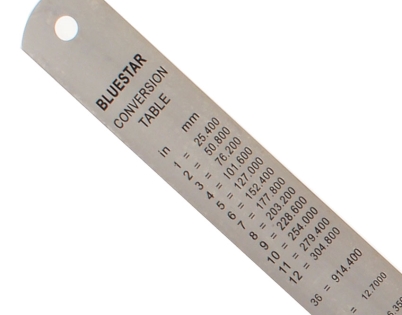 BLUESTAR
CONVERSION
TABLE
in mm
1 = 25.400
2 = 50.800
3 = 76.200
4 = 101.600
5 = 127.000
6 = 152.400
7 = 177.800
8 = 203.200
9 = 228.600
10 = 254.000
11 = 279.400
12 = 304.800
36 = 914.400
= 12.7000